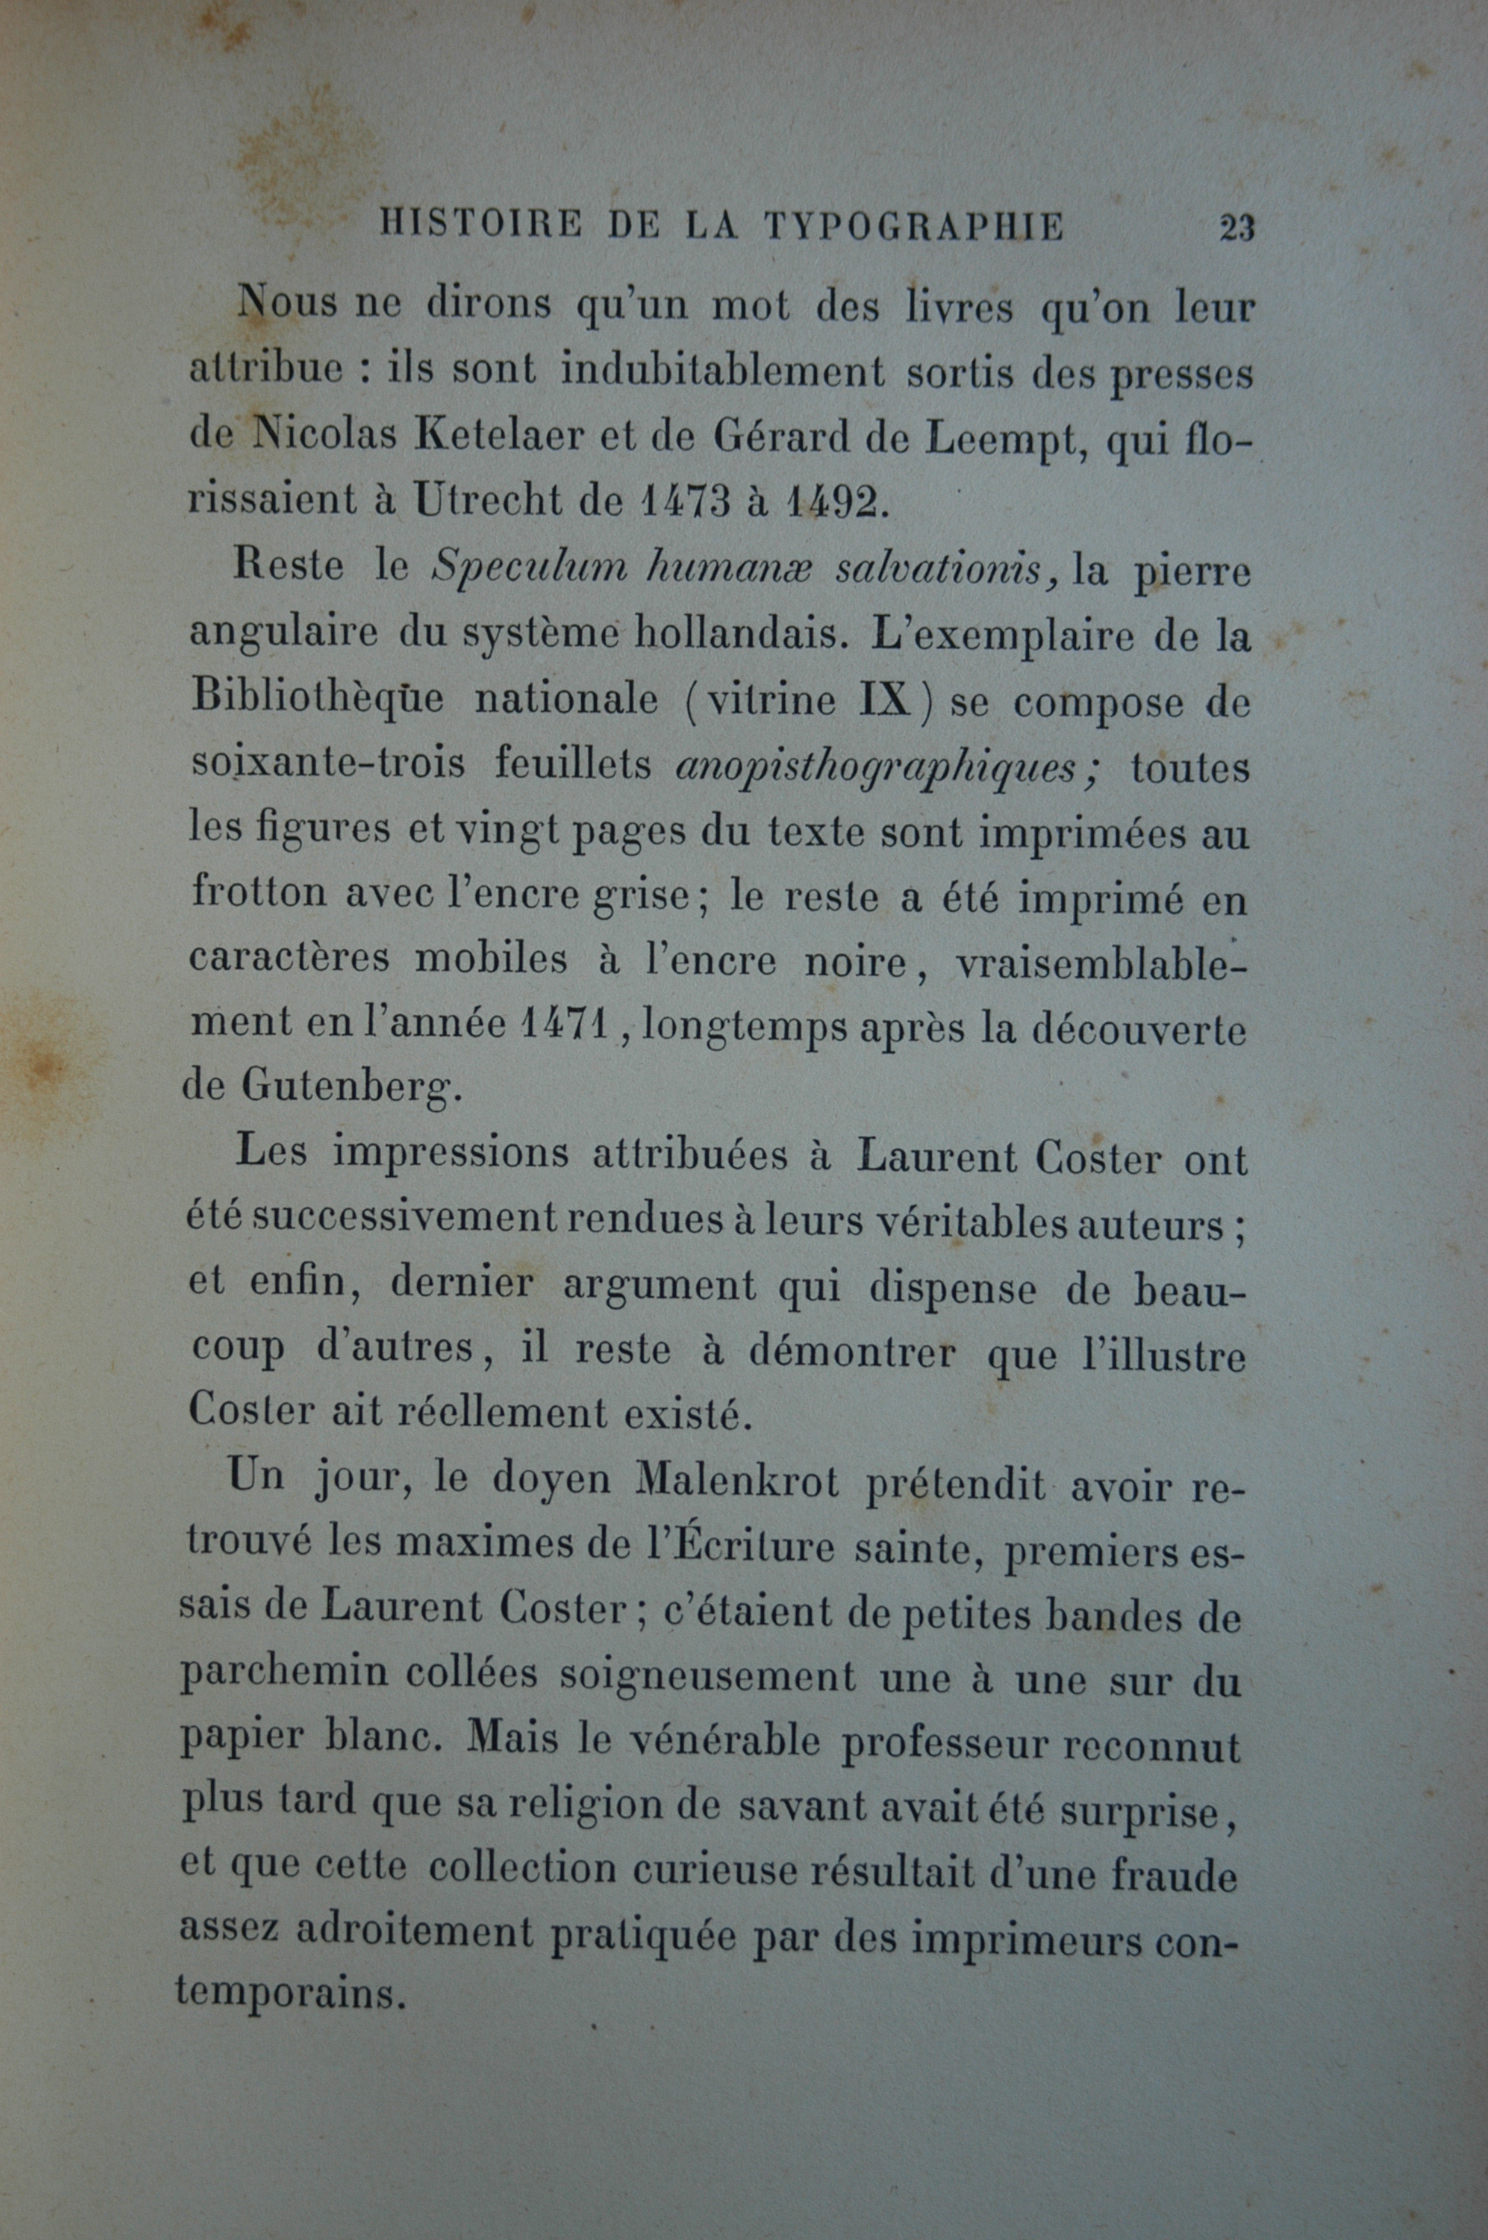 HISTOIRE DE LA TYPOGRAPHIE 23
Nous ne dirons qu'un mot des livres qu'on leur
attribue : ils sont indubitablement sortis des presses
de Nicolas Ketelaer et de Gérard de Leempt, qui flo-
rissaient à Utrecht de 1473 à 1492.
Reste le Speculum humanæ salvationis, la pierre
angulaire du système hollandais. L'exemplaire de la
Bibliothèque nationale (vitrine IX) se compose de
soixante-trois feuillets anopisthographiques; toutes
les figures et vingt pages du texte sont imprimées au
frotton avec l'encre grise; le reste a été imprimé en
caractères mobiles à l'encre noire, vraisemblable-
ment en l'année 1471, longtemps après la découverte
de Gutenberg.
Les impressions attribuées à Laurent Coster ont
été successivement rendues à leurs véritables auteurs;
et enfin, dernier argument qui dispense de beau-
coup d'autres, il reste à démontrer que l'illustre
Coster ait réellement existé.
Un jour, le doyen Malenkrot prétendit avoir re-
trouvé les maximes de l'Écriture sainte, premiers es-
sais de Laurent Coster; c'étaient de petites bandes de
parchemin collées soigneusement une à une sur du
papier blanc. Mais le vénérable professeur reconnut
plus tard que sa religion de savant avait été surprise,
et que cette collection curieuse résultait d'une fraude
assez adroitement pratiquée par des imprimeurs con-
temporains.